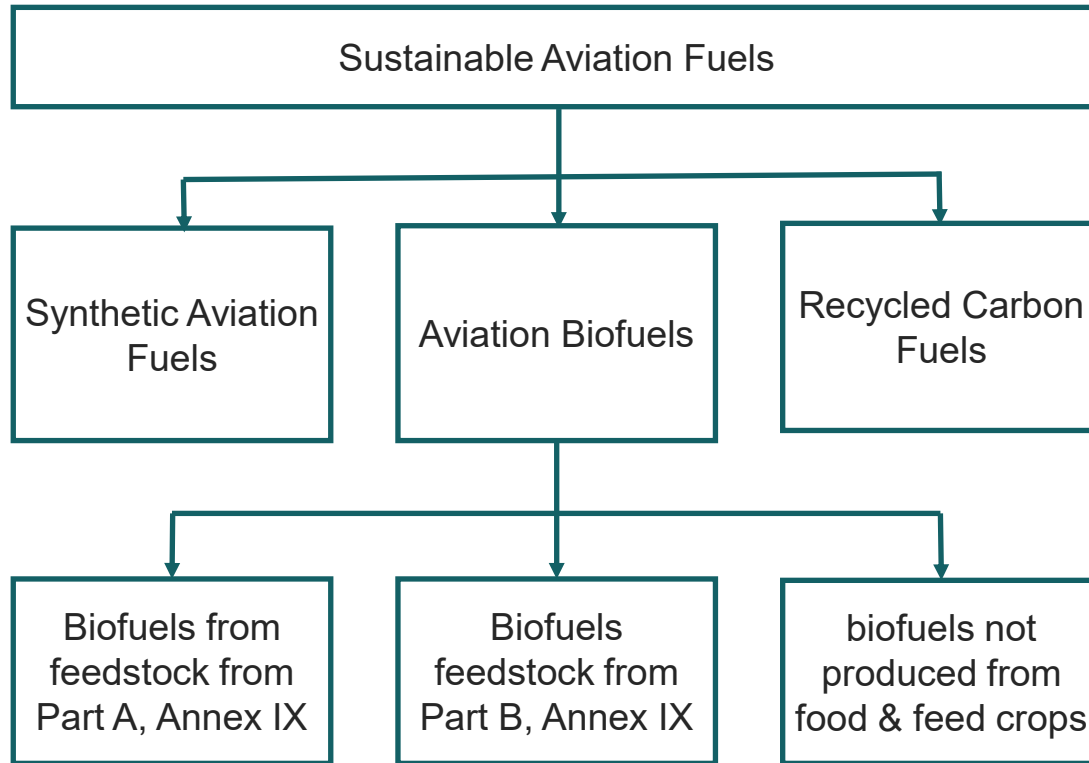 Sustainable Aviation Fuels
Synthetic Aviation
Fuels
Aviation Biofuels
Recycled Carbon
Fuels
Biofuels from
feedstock from
Part A, Annex IX
Biofuels
feedstock from
Part B, Annex IX
biofuels not
produced from
food & feed crops